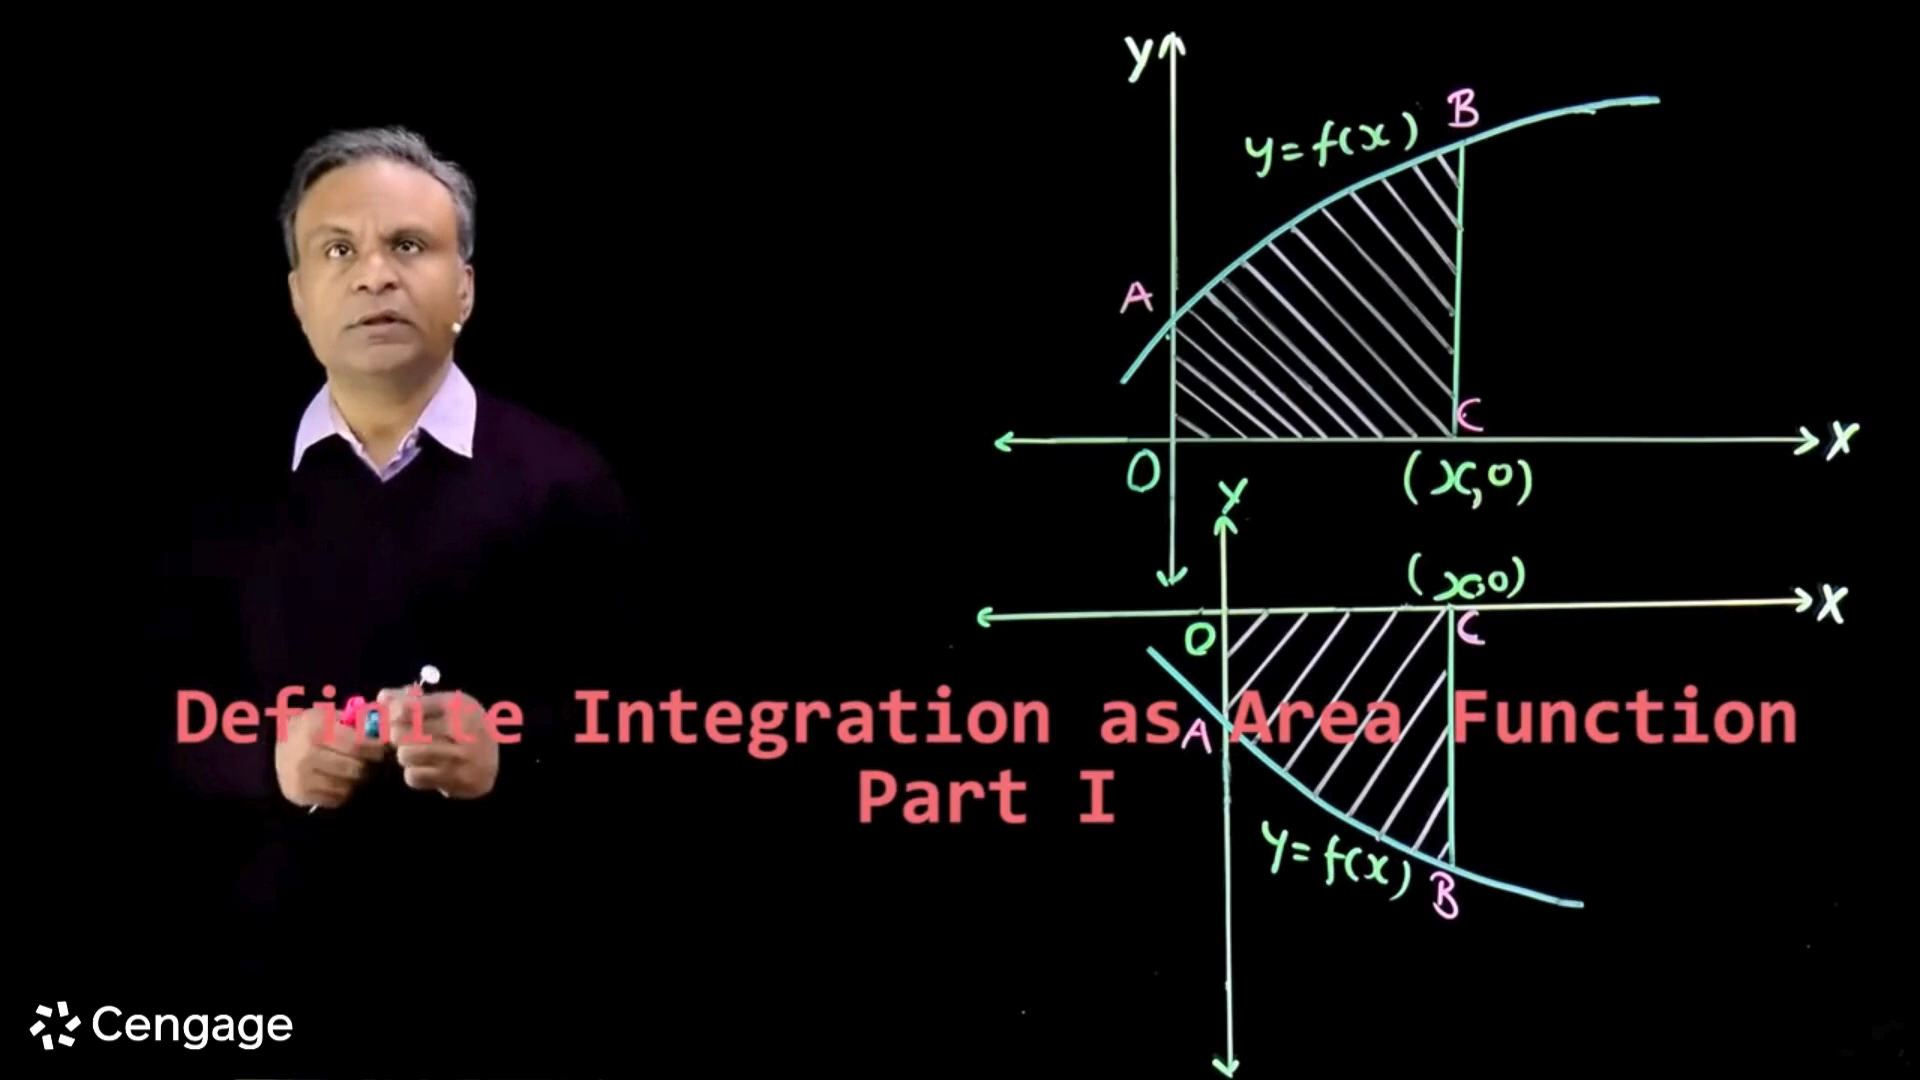 y
B
y=f(x)
A
C
X
O
(x,0)
Y
(x,0)
X
O
C
Definite Integration as Area Function
Part I
A
y=f(x)
B
Cengage